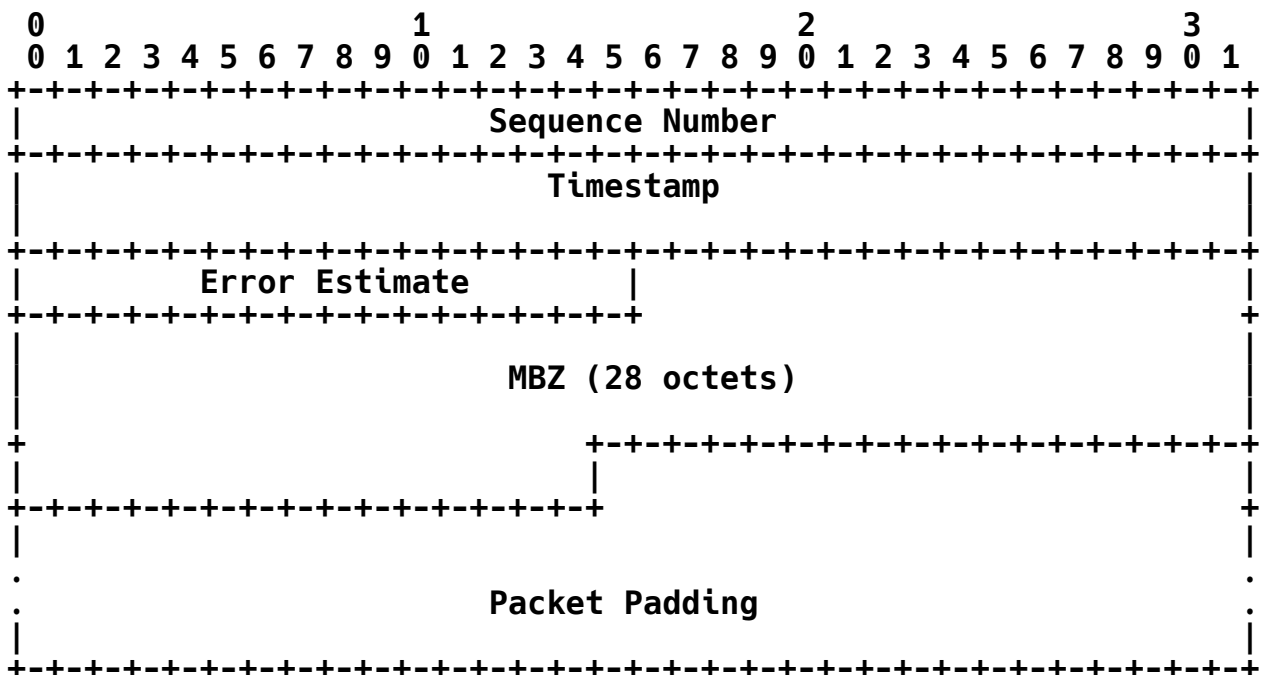 0                   1                   2                   3
 0 1 2 3 4 5 6 7 8 9 0 1 2 3 4 5 6 7 8 9 0 1 2 3 4 5 6 7 8 9 0 1
+-+-+-+-+-+-+-+-+-+-+-+-+-+-+-+-+-+-+-+-+-+-+-+-+-+-+-+-+-+-+-+-+
|                        Sequence Number                        |
+-+-+-+-+-+-+-+-+-+-+-+-+-+-+-+-+-+-+-+-+-+-+-+-+-+-+-+-+-+-+-+-+
|                           Timestamp                           |
|                                                               |
+-+-+-+-+-+-+-+-+-+-+-+-+-+-+-+-+-+-+-+-+-+-+-+-+-+-+-+-+-+-+-+-+
|         Error Estimate        |                               |
+-+-+-+-+-+-+-+-+-+-+-+-+-+-+-+-+                               +
|                                                               |
|                         MBZ (28 octets)                       |
|                                                               |
+                             +-+-+-+-+-+-+-+-+-+-+-+-+-+-+-+-+-+
|                             |                                 |
+-+-+-+-+-+-+-+-+-+-+-+-+-+-+-+                                 +
|                                                               |
.                                                               .
.                        Packet Padding                         .
|                                                               |
+-+-+-+-+-+-+-+-+-+-+-+-+-+-+-+-+-+-+-+-+-+-+-+-+-+-+-+-+-+-+-+-+